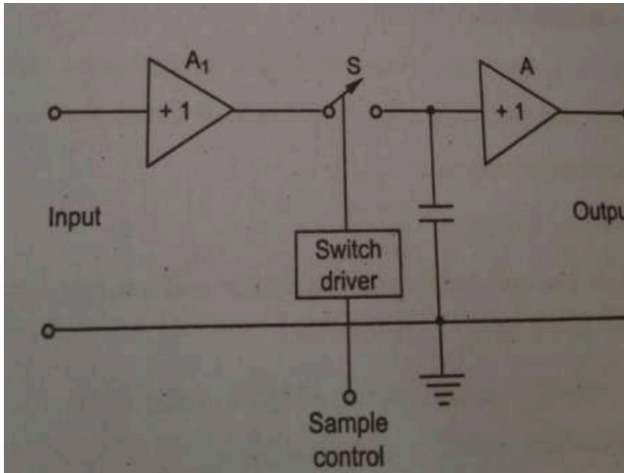 A1
S
A
+ 1
+ 1
Input
Outpu
Switch
driver
Sample
control